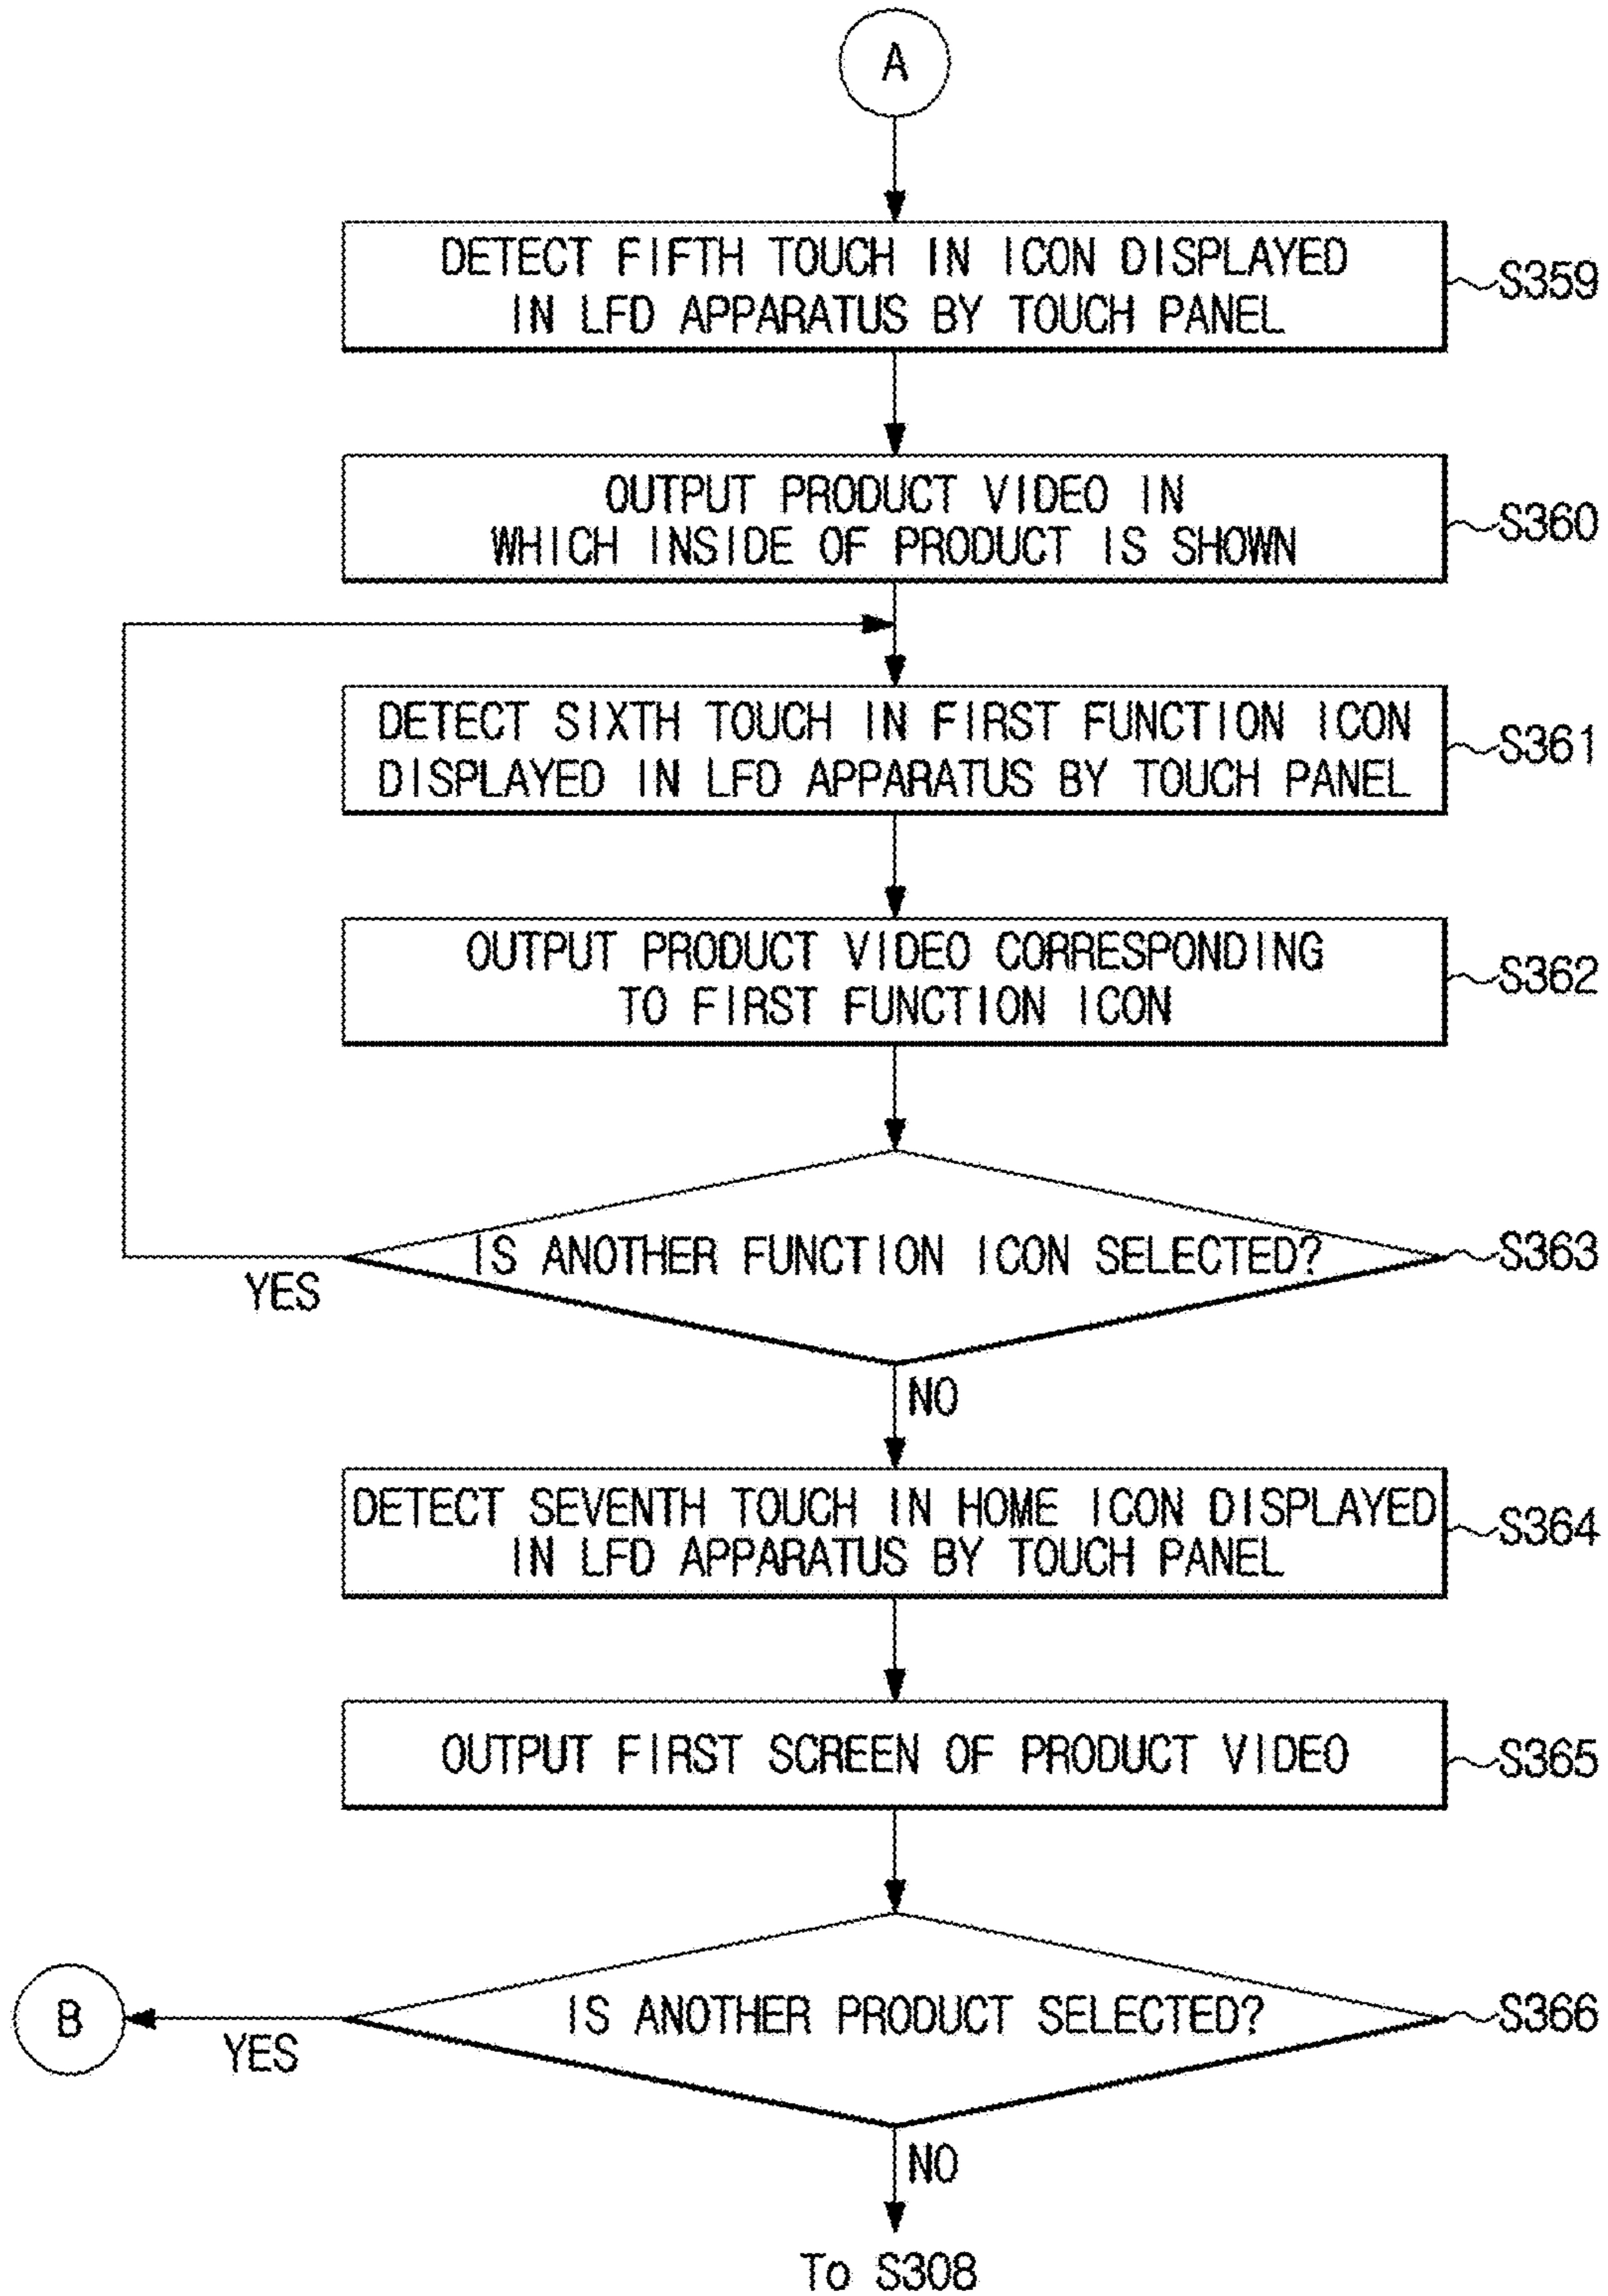 A
DETECT FIFTH TOUCH IN ICON DISPLAYED
IN LFD APPARATUS BY TOUCH PANEL
S359
OUTPUT PRODUCT VIDEO IN
WHICH INSIDE OF PRODUCT IS SHOWN
S360
DETECT SIXTH TOUCH IN FIRST FUNCTION ICON
DISPLAYED IN LFD APPARATUS BY TOUCH PANEL
S361
OUTPUT PRODUCT VIDEO CORRESPONDING
TO FIRST FUNCTION ICON
S362
IS ANOTHER FUNCTION ICON SELECTED?
S363
YES
NO
DETECT SEVENTH TOUCH IN HOME ICON DISPLAYED
IN LFD APPARATUS BY TOUCH PANEL
S364
OUTPUT FIRST SCREEN OF PRODUCT VIDEO
S365
B
IS ANOTHER PRODUCT SELECTED?
S366
YES
NO
To S308